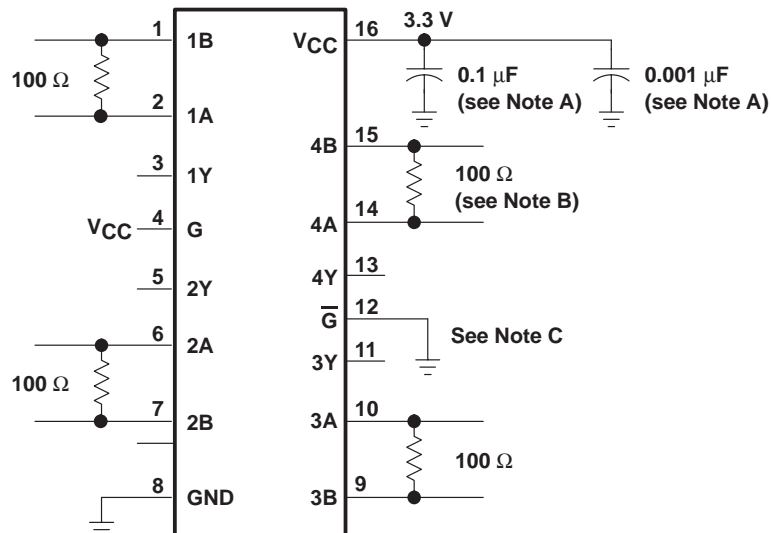 1 1B
100 Ω
2 1A
3 1Y
VCC 4 G
5 2Y
6 2A
100 Ω
7 2B
8 GND
VCC 16 3.3 V
0.1 μF
(see Note A)
0.001 μF
(see Note A)
4B 15
100 Ω
(see Note B)
4A 14
4Y 13
G̅ 12
See Note C
3Y 11
3A 10
100 Ω
3B 9